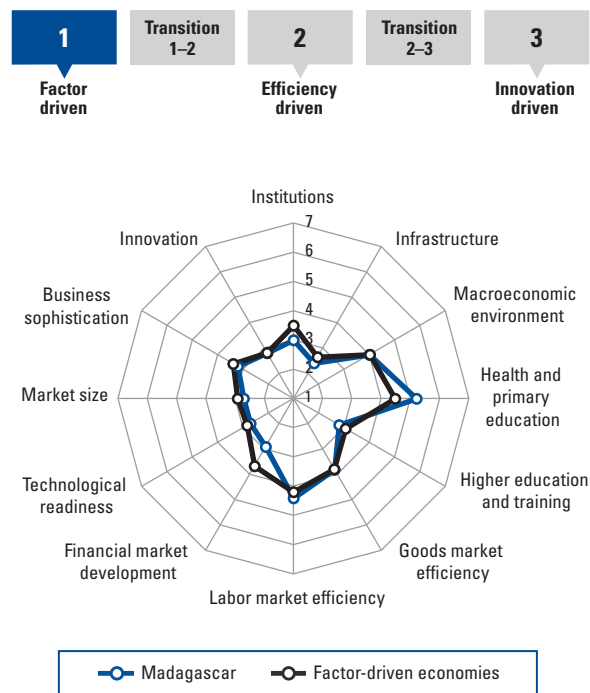 1
Transition
1–2
2
Transition
2–3
3
Factor
driven
Efficiency
driven
Innovation
driven
Institutions
7
Innovation
Infrastructure
6
5
Business
sophistication
Macroeconomic
environment
4
3
2
Market size
1
Health and
primary
education
Technological
readiness
Higher education
and training
Financial market
development
Goods market
efficiency
Labor market efficiency
Madagascar
Factor-driven economies